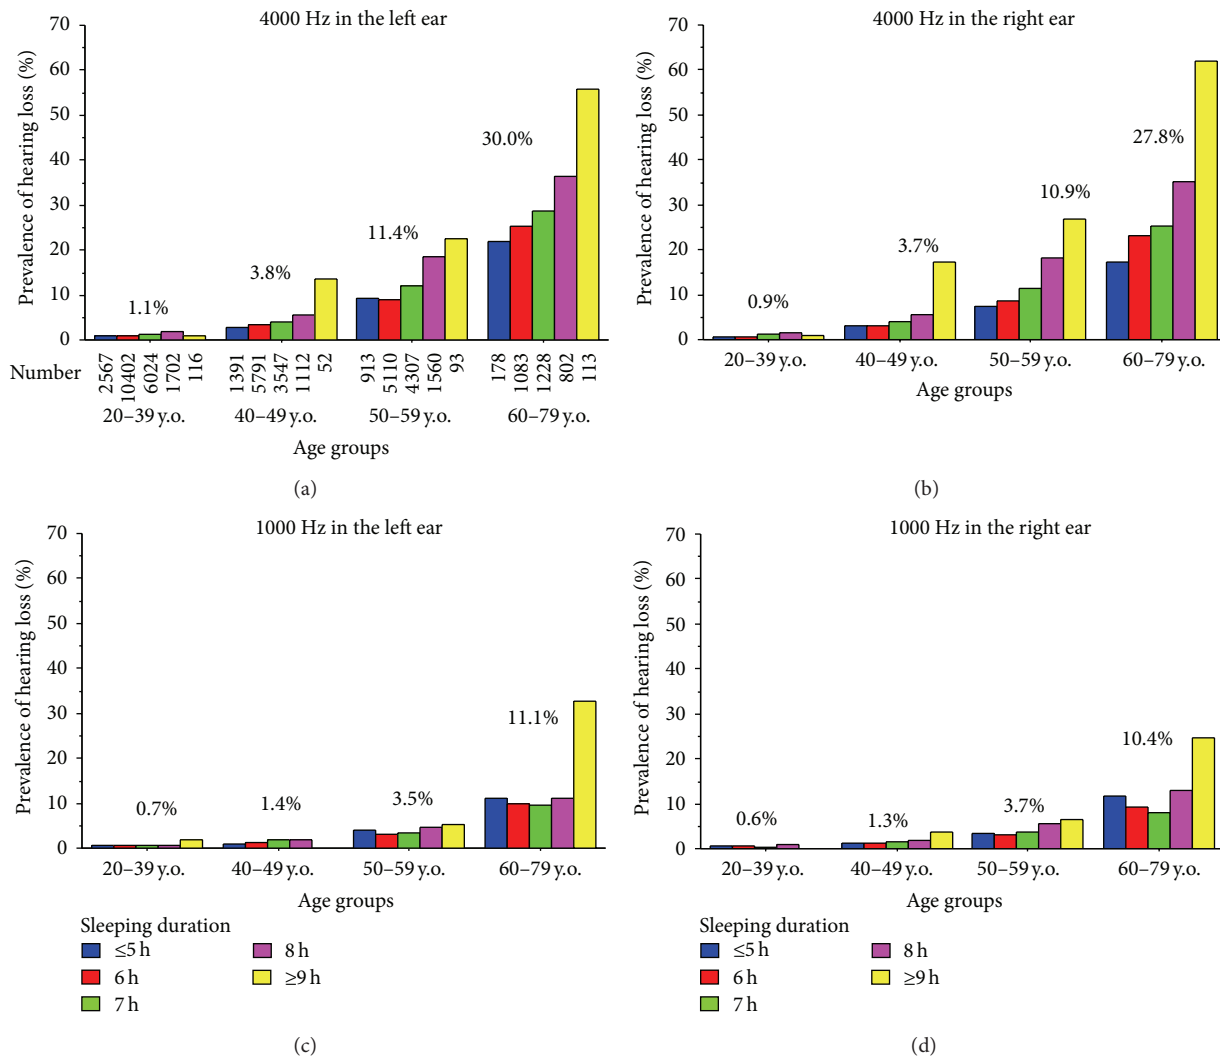 4000 Hz in the left ear
Prevalence of hearing loss (%)
70
60
50
40
30
20
10
0
1.1%
3.8%
11.4%
30.0%
Number
2567
10402
6024
1702
116
1391
5791
3547
1112
52
913
5110
4307
1560
93
178
1083
1228
802
113
20–39 y.o.
40–49 y.o.
50–59 y.o.
60–79 y.o.
Age groups
(a)
4000 Hz in the right ear
Prevalence of hearing loss (%)
70
60
50
40
30
20
10
0
0.9%
3.7%
10.9%
27.8%
20–39 y.o.
40–49 y.o.
50–59 y.o.
60–79 y.o.
Age groups
(b)
1000 Hz in the left ear
Prevalence of hearing loss (%)
70
60
50
40
30
20
10
0
0.7%
1.4%
3.5%
11.1%
20–39 y.o.
40–49 y.o.
50–59 y.o.
60–79 y.o.
Age groups
Sleeping duration
≤5 h
6 h
7 h
8 h
≥9 h
(c)
1000 Hz in the right ear
Prevalence of hearing loss (%)
70
60
50
40
30
20
10
0
0.6%
1.3%
3.7%
10.4%
20–39 y.o.
40–49 y.o.
50–59 y.o.
60–79 y.o.
Age groups
Sleeping duration
≤5 h
6 h
7 h
8 h
≥9 h
(d)